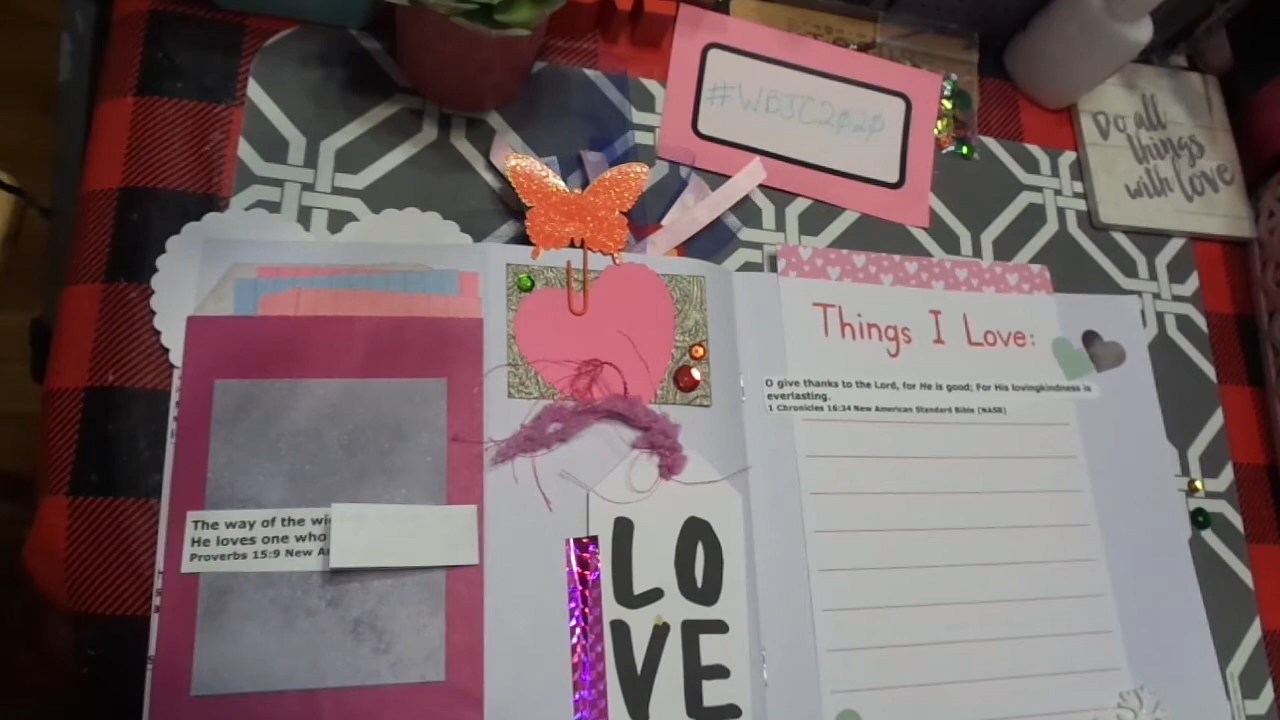 #WBJC2020
Do all
things
with love
Things I Love:
O give thanks to the Lord, for He is good; For His lovingkindness is
everlasting.
1 Chronicles 16:34 New American Standard Bible (NASB)
The way of the
He loves one who
Proverbs 15:9 New
LO
VE